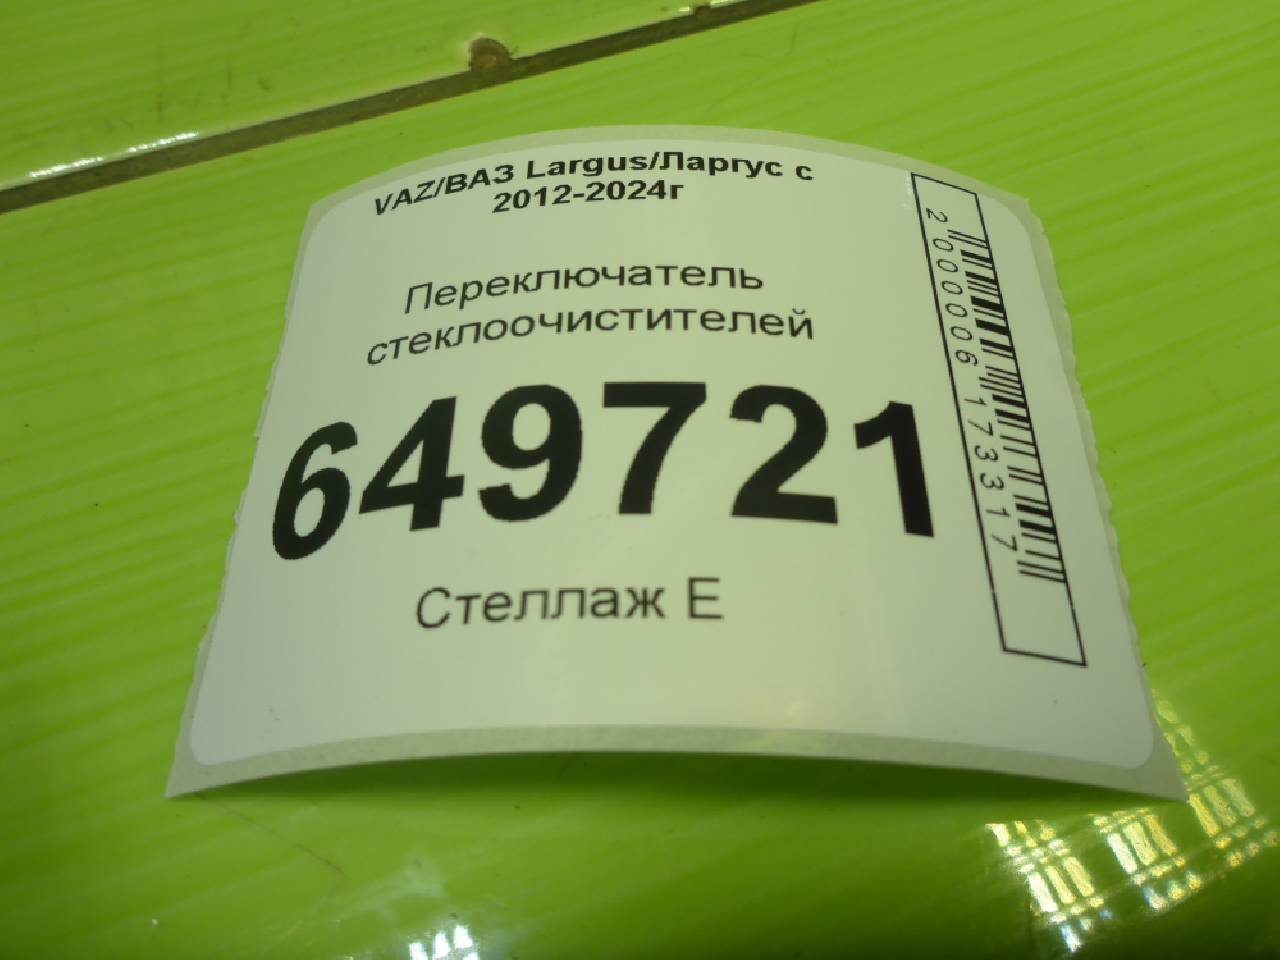 VAZ/ВАЗ Largus/Ларгус с
2012-2024г
Переключатель
стеклоочистителей
649721
Стеллаж Е
2000006173317